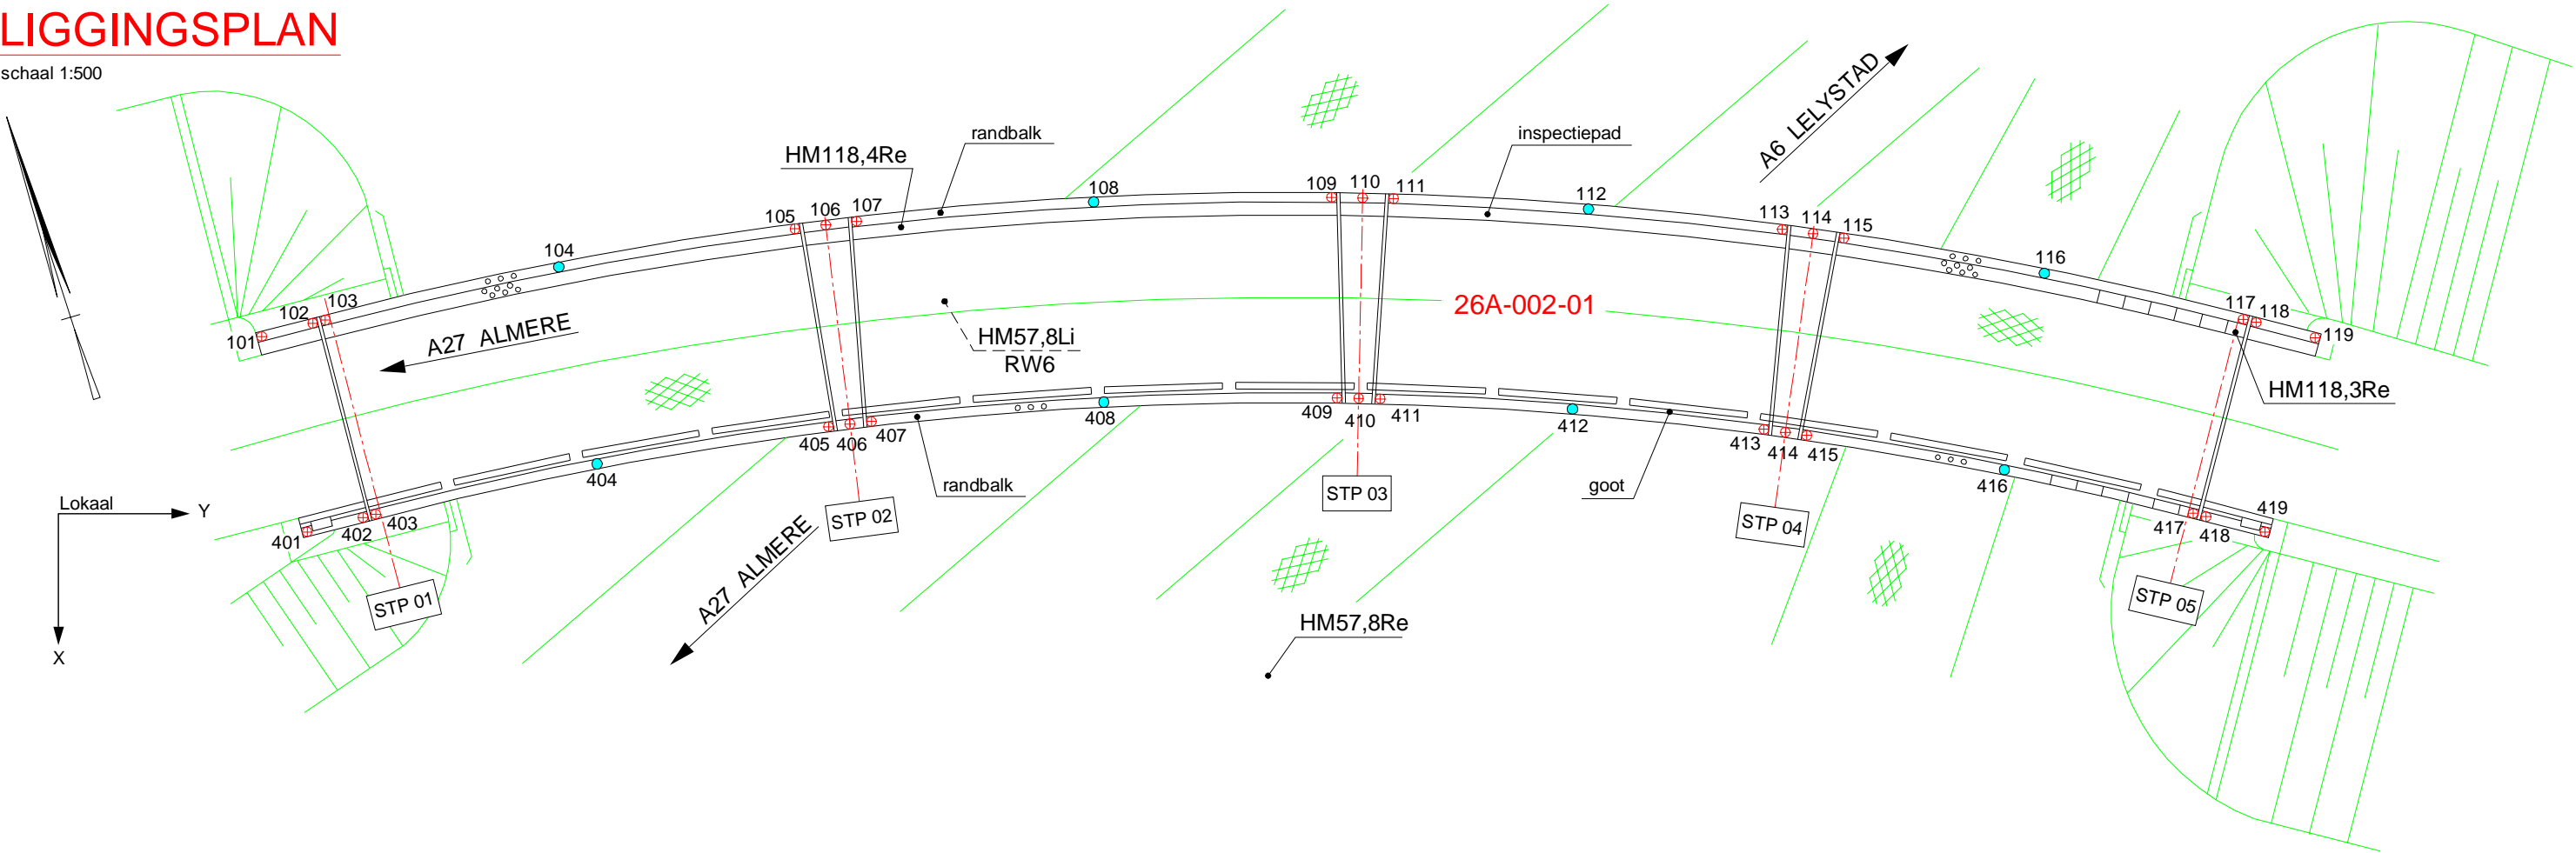 LIGGINGSPLAN
schaal 1:500
A6 LELYSTAD
randbalk
inspectiepad
HM118,4Re
108
109
110
111
112
105
106
107
113
114
115
104
116
102
103
117
118
101
119
A27 ALMERE
26A-002-01
HM57,8Li
RW6
HM118,3Re
409
410
411
408
412
405
406
407
413
414
415
404
416
randbalk
goot
STP 03
Lokaal
Y
401
402
403
STP 02
STP 04
417
418
419
A27 ALMERE
STP 01
STP 05
HM57,8Re
X